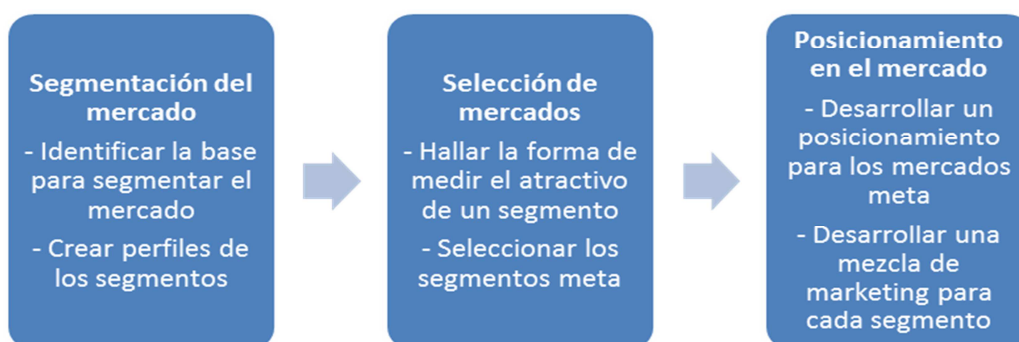 Segmentación del
mercado
- Identificar la base
para segmentar el
mercado
- Crear perfiles de
los segmentos
Selección de
mercados
- Hallar la forma de
medir el atractivo
de un segmento
- Seleccionar los
segmentos meta
Posicionamiento
en el mercado
- Desarrollar un
posicionamiento
para los mercados
meta
- Desarrollar una
mezcla de
marketing para
cada segmento